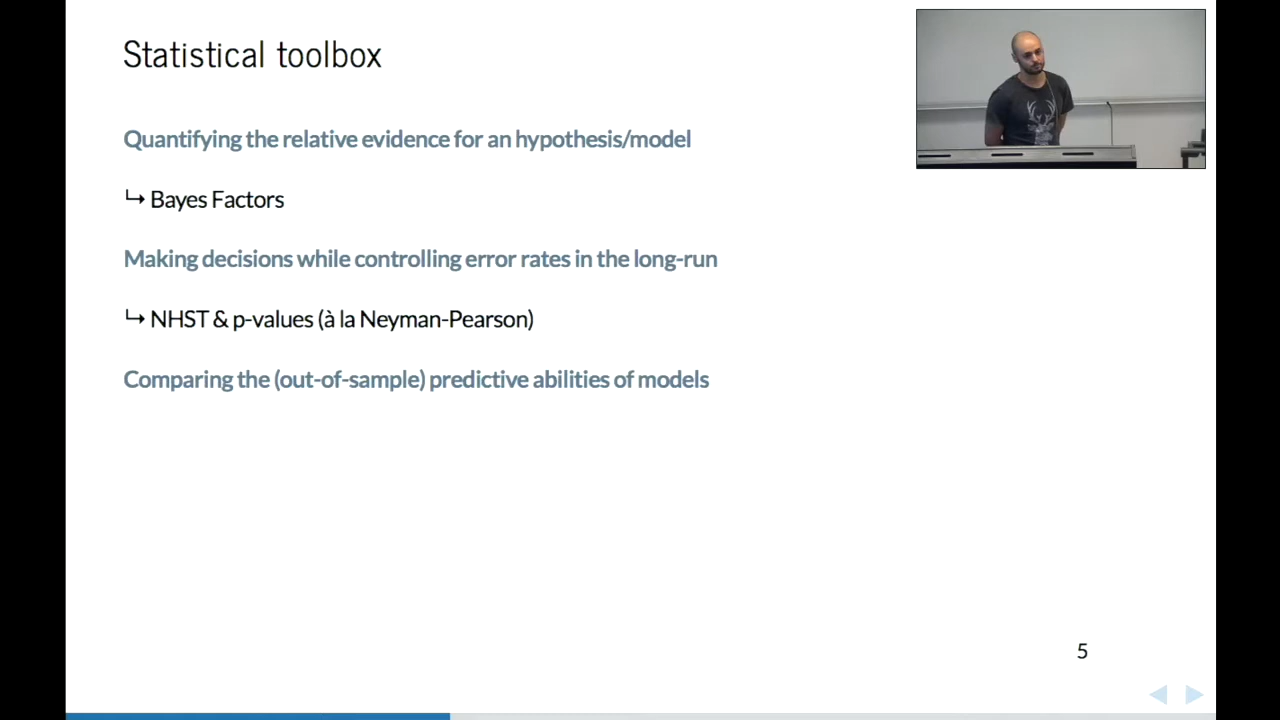 Statistical toolbox
Quantifying the relative evidence for an hypothesis/model
↳ Bayes Factors
Making decisions while controlling error rates in the long-run
↳ NHST & p-values (à la Neyman-Pearson)
Comparing the (out-of-sample) predictive abilities of models
5